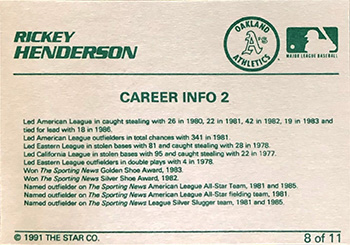 RICKEY
HENDERSON
OAKLAND
A's
ATHLETICS
MAJOR LEAGUE BASEBALL
CAREER INFO 2
Led American League in caught stealing with 26 in 1980, 22 in 1981, 42 in 1982, 19 in 1983 and
tied for lead with 18 in 1986.
Led American League outfielders in total chances with 341 in 1981.
Led Eastern League in stolen bases with 81 and caught stealing with 28 in 1978.
Led California League in stolen bases with 95 and caught stealing with 22 in 1977.
Led Eastern League outfielders in double plays with 4 in 1978.
Won The Sporting News Golden Shoe Award, 1983.
Won The Sporting News Silver Shoe Award, 1982.
Named outfielder on The Sporting News American League All-Star Team, 1981 and 1985.
Named outfielder on The Sporting News American League All-Star fielding team, 1981.
Named outfielder on The Sporting News American League Silver Slugger team, 1981 and 1985.
© 1991 THE STAR CO.
8 of 11